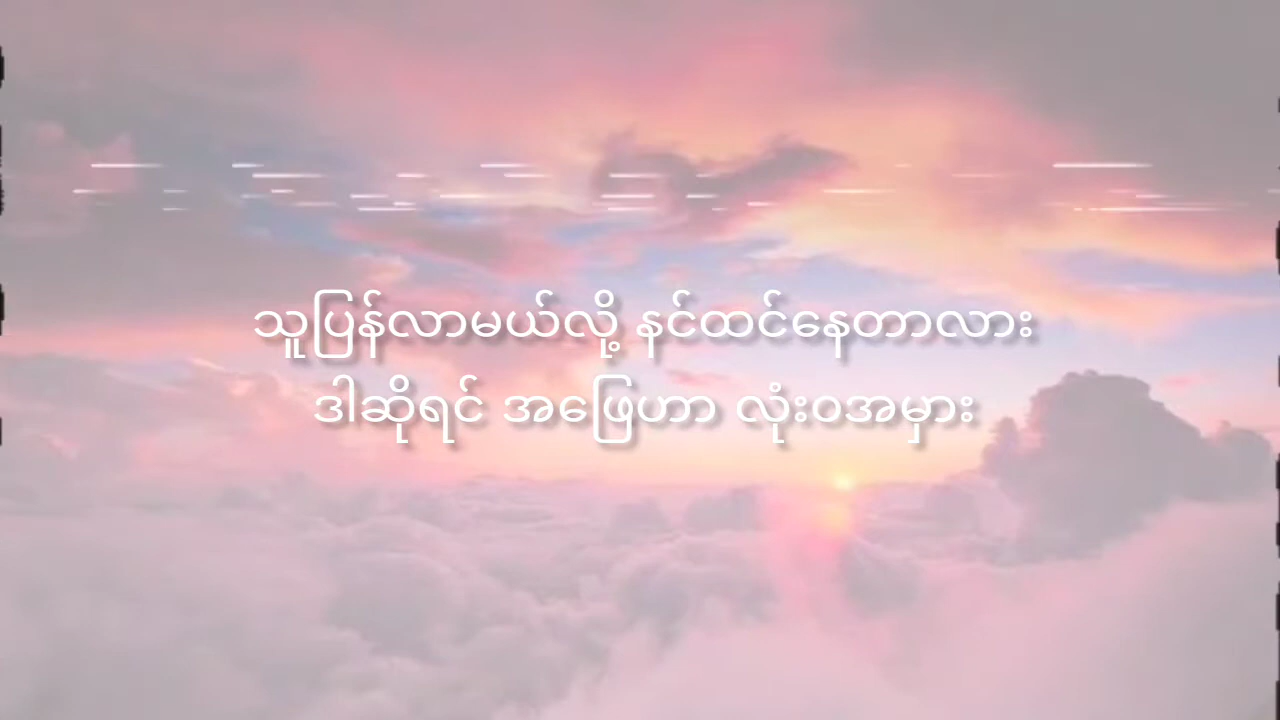 သူပြန်လာမယ်လို့ နင်ထင်နေတာလား
ဒါဆိုရင် အဖြေဟာ လုံးဝအမှား